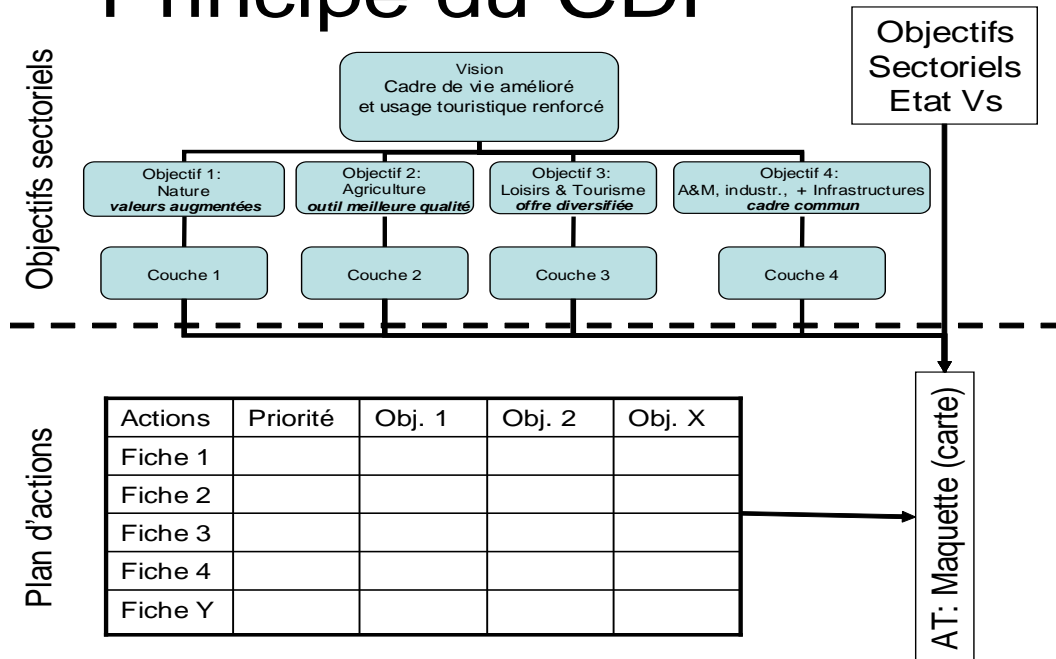 Principe du CDP
Objectifs
Sectoriels
Etat Vs
Objectifs sectoriels
Vision
Cadre de vie amélioré
et usage touristique renforcé
Objectif 1:
Nature
valeurs augmentées
Objectif 2:
Agriculture
outil meilleure qualité
Objectif 3:
Loisirs & Tourisme
offre diversifiée
Objectif 4:
A&M, industr., + Infrastructures
cadre commun
Couche 1
Couche 2
Couche 3
Couche 4
Plan d'actions
Actions Priorité Obj. 1 Obj. 2 Obj. X
Fiche 1
Fiche 2
Fiche 3
Fiche 4
Fiche Y
AT: Maquette (carte)